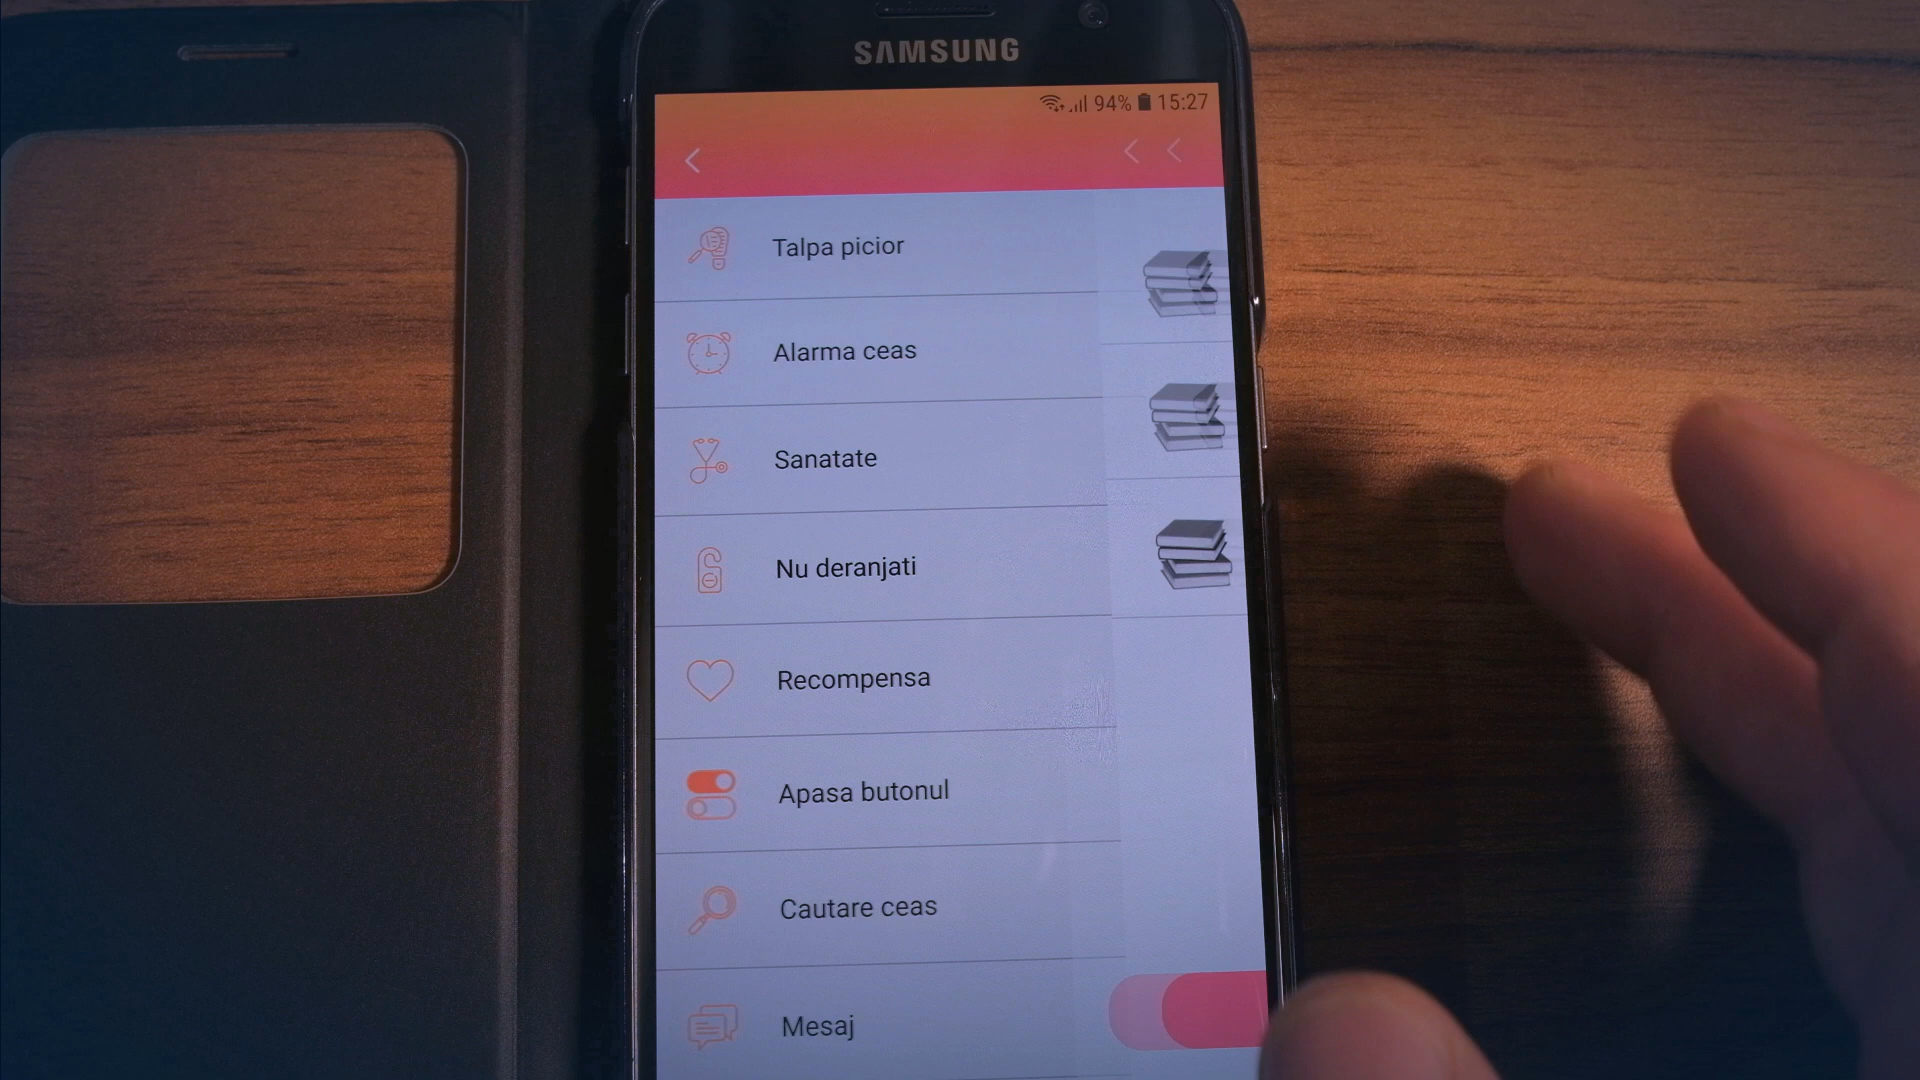 SAMSUNG
94% 15:27
Talpa picior
Alarma ceas
Sanatate
Nu deranjati
Recompensa
Apasa butonul
Cautare ceas
Mesaj